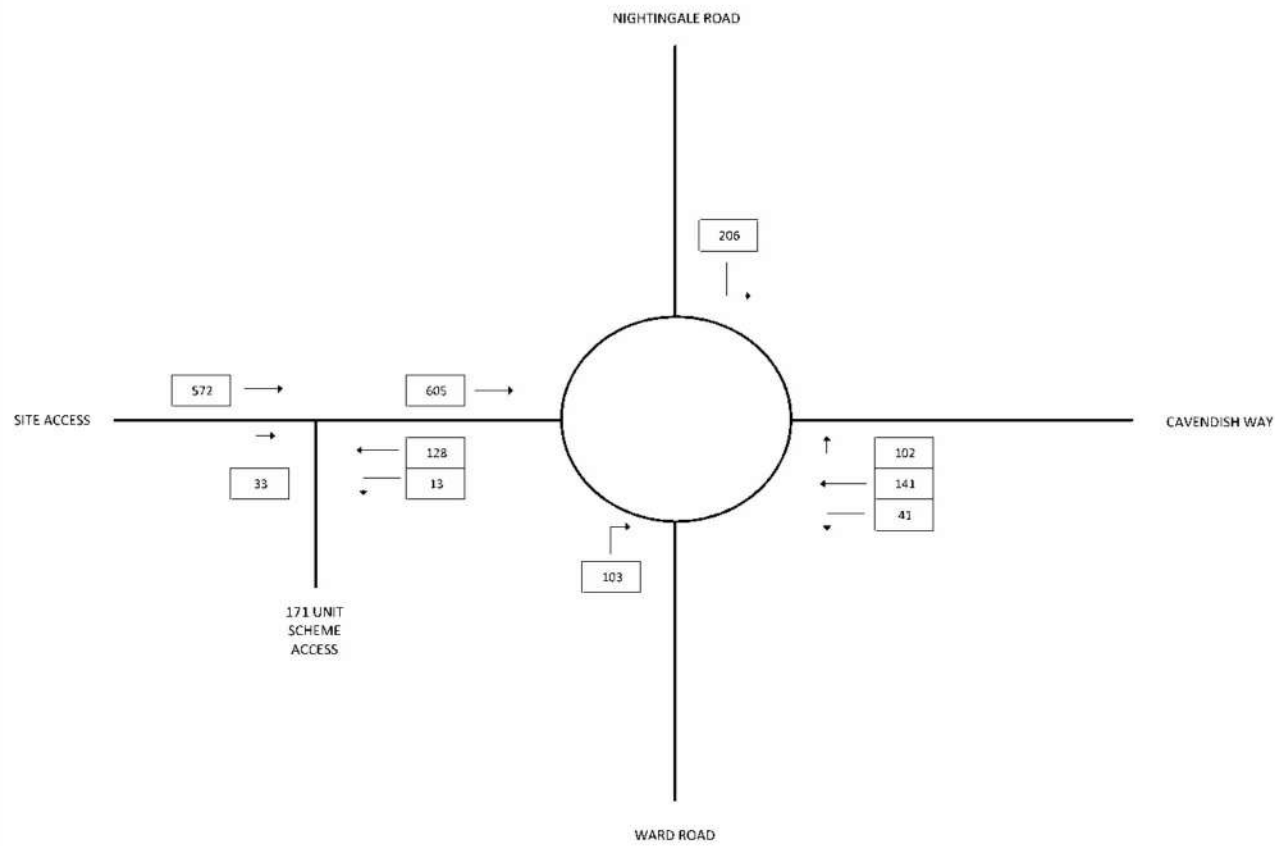 NIGHTINGALE ROAD
206
572
605
SITE ACCESS
CAVENDISH WAY
128
102
33
13
141
41
103
171 UNIT
SCHEME
ACCESS
WARD ROAD